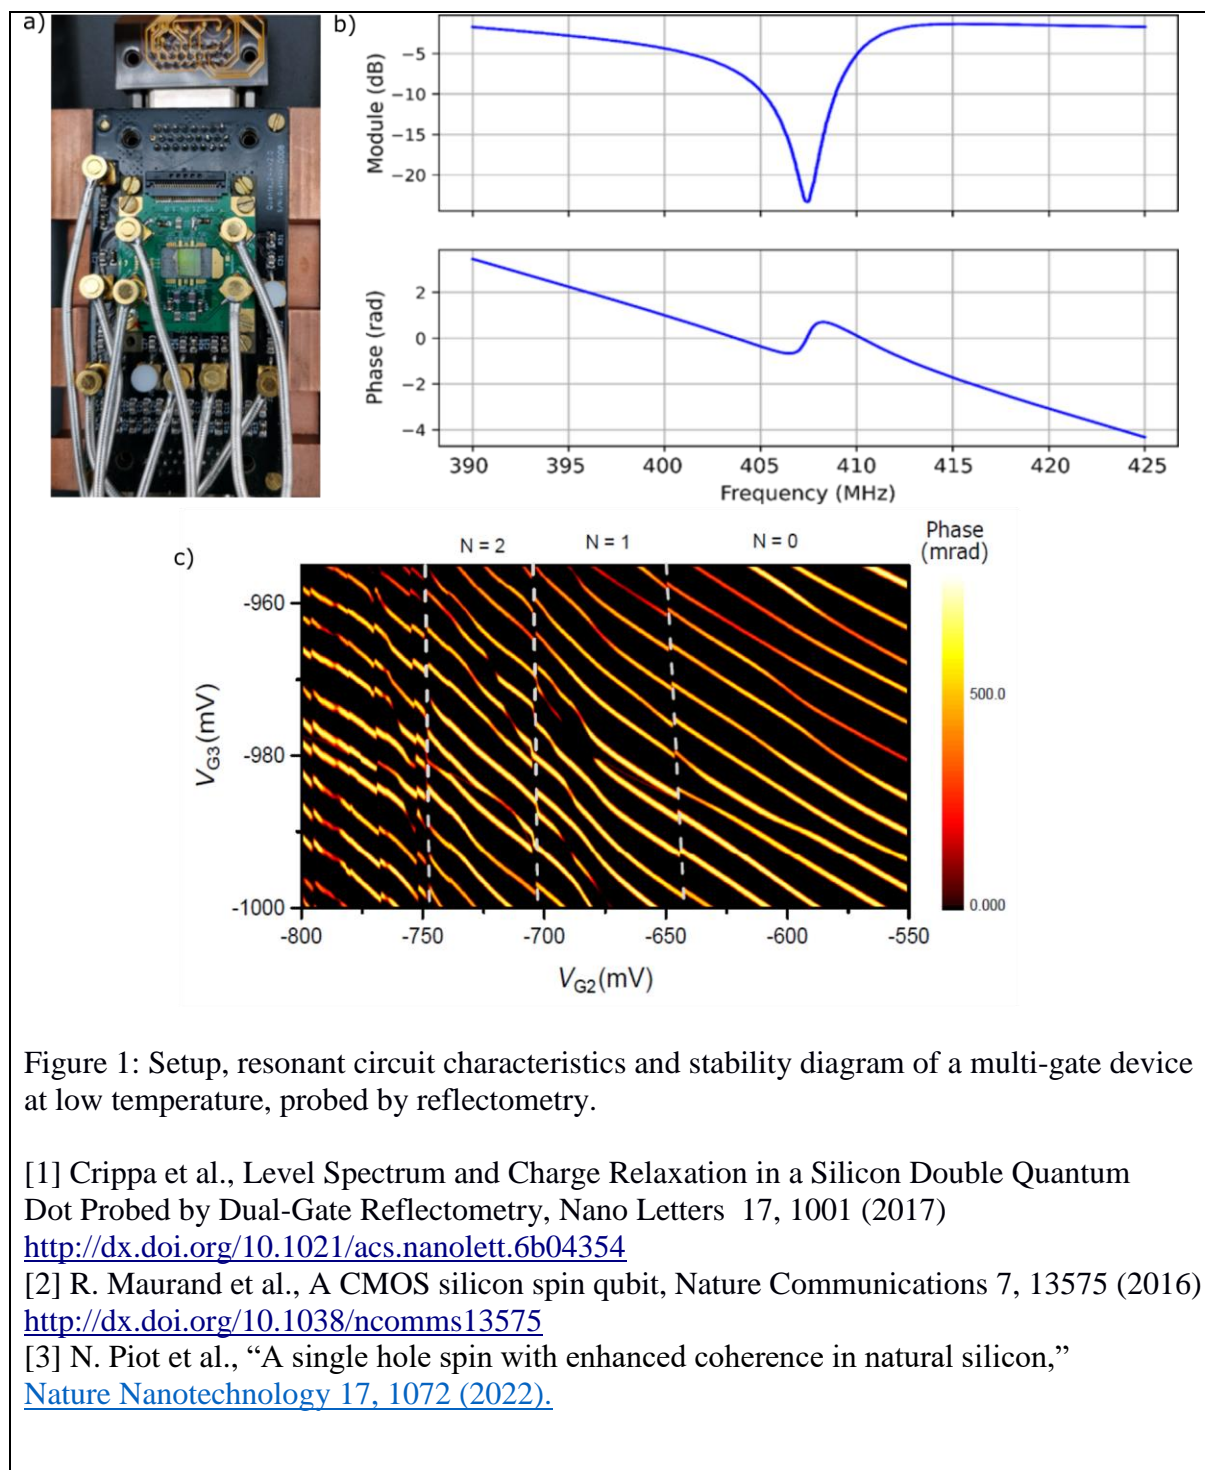 a)
b)
Module (dB)
−5
−10
−15
−20
Phase (rad)
2
0
−2
−4
390 395 400 405 410 415 420 425
Frequency (MHz)
c)
N = 2 N = 1 N = 0
Phase
(mrad)
500.0
0.000
V_G3(mV)
-960
-980
-1000
-800 -750 -700 -650 -600 -550
V_G2(mV)
Figure 1: Setup, resonant circuit characteristics and stability diagram of a multi-gate device
at low temperature, probed by reflectometry.
[1] Crippa et al., Level Spectrum and Charge Relaxation in a Silicon Double Quantum
Dot Probed by Dual-Gate Reflectometry, Nano Letters 17, 1001 (2017)
http://dx.doi.org/10.1021/acs.nanolett.6b04354
[2] R. Maurand et al., A CMOS silicon spin qubit, Nature Communications 7, 13575 (2016)
http://dx.doi.org/10.1038/ncomms13575
[3] N. Piot et al., “A single hole spin with enhanced coherence in natural silicon,”
Nature Nanotechnology 17, 1072 (2022).